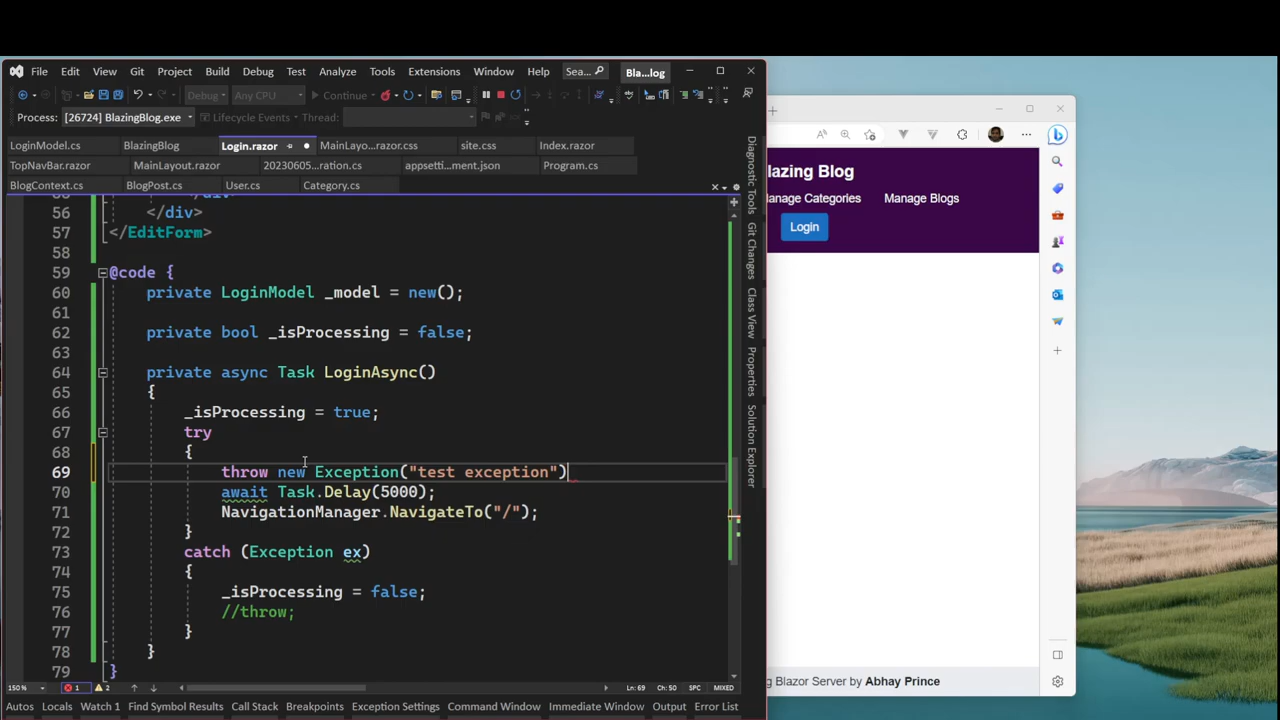 File Edit View Git Project Build Debug Test Analyze Tools Extensions Window Help Sea... Bla...log
Debug Any CPU Continue
Process: [26724] BlazingBlog.exe Lifecycle Events Thread:
LoginModel.cs BlazingBlog Login.razor MainLayo...razor.css site.css Index.razor
TopNavBar.razor MainLayout.razor 20230605...ration.cs appsett...ment.json Program.cs
BlogContext.cs BlogPost.cs User.cs Category.cs
56 </div>
57 </EditForm>
58
59 @code {
60 private LoginModel _model = new();
61
62 private bool _isProcessing = false;
63
64 private async Task LoginAsync()
65 {
66 _isProcessing = true;
67 try
68 {
69 throw new Exception("test exception")
70 await Task.Delay(5000);
71 NavigationManager.NavigateTo("/");
72 }
73 catch (Exception ex)
74 {
75 _isProcessing = false;
76 //throw;
77 }
78 }
79 }
150 % 1 2 Ln: 69 Ch: 50 SPC MIXED
Autos Locals Watch 1 Find Symbol Results Call Stack Breakpoints Exception Settings Command Window Immediate Window Output Error List
Diagnostic Tools
Git Changes
Class View
Properties
Solution Explorer
lazing Blog
anage Categories Manage Blogs
Login
ng Blazor Server by Abhay Prince